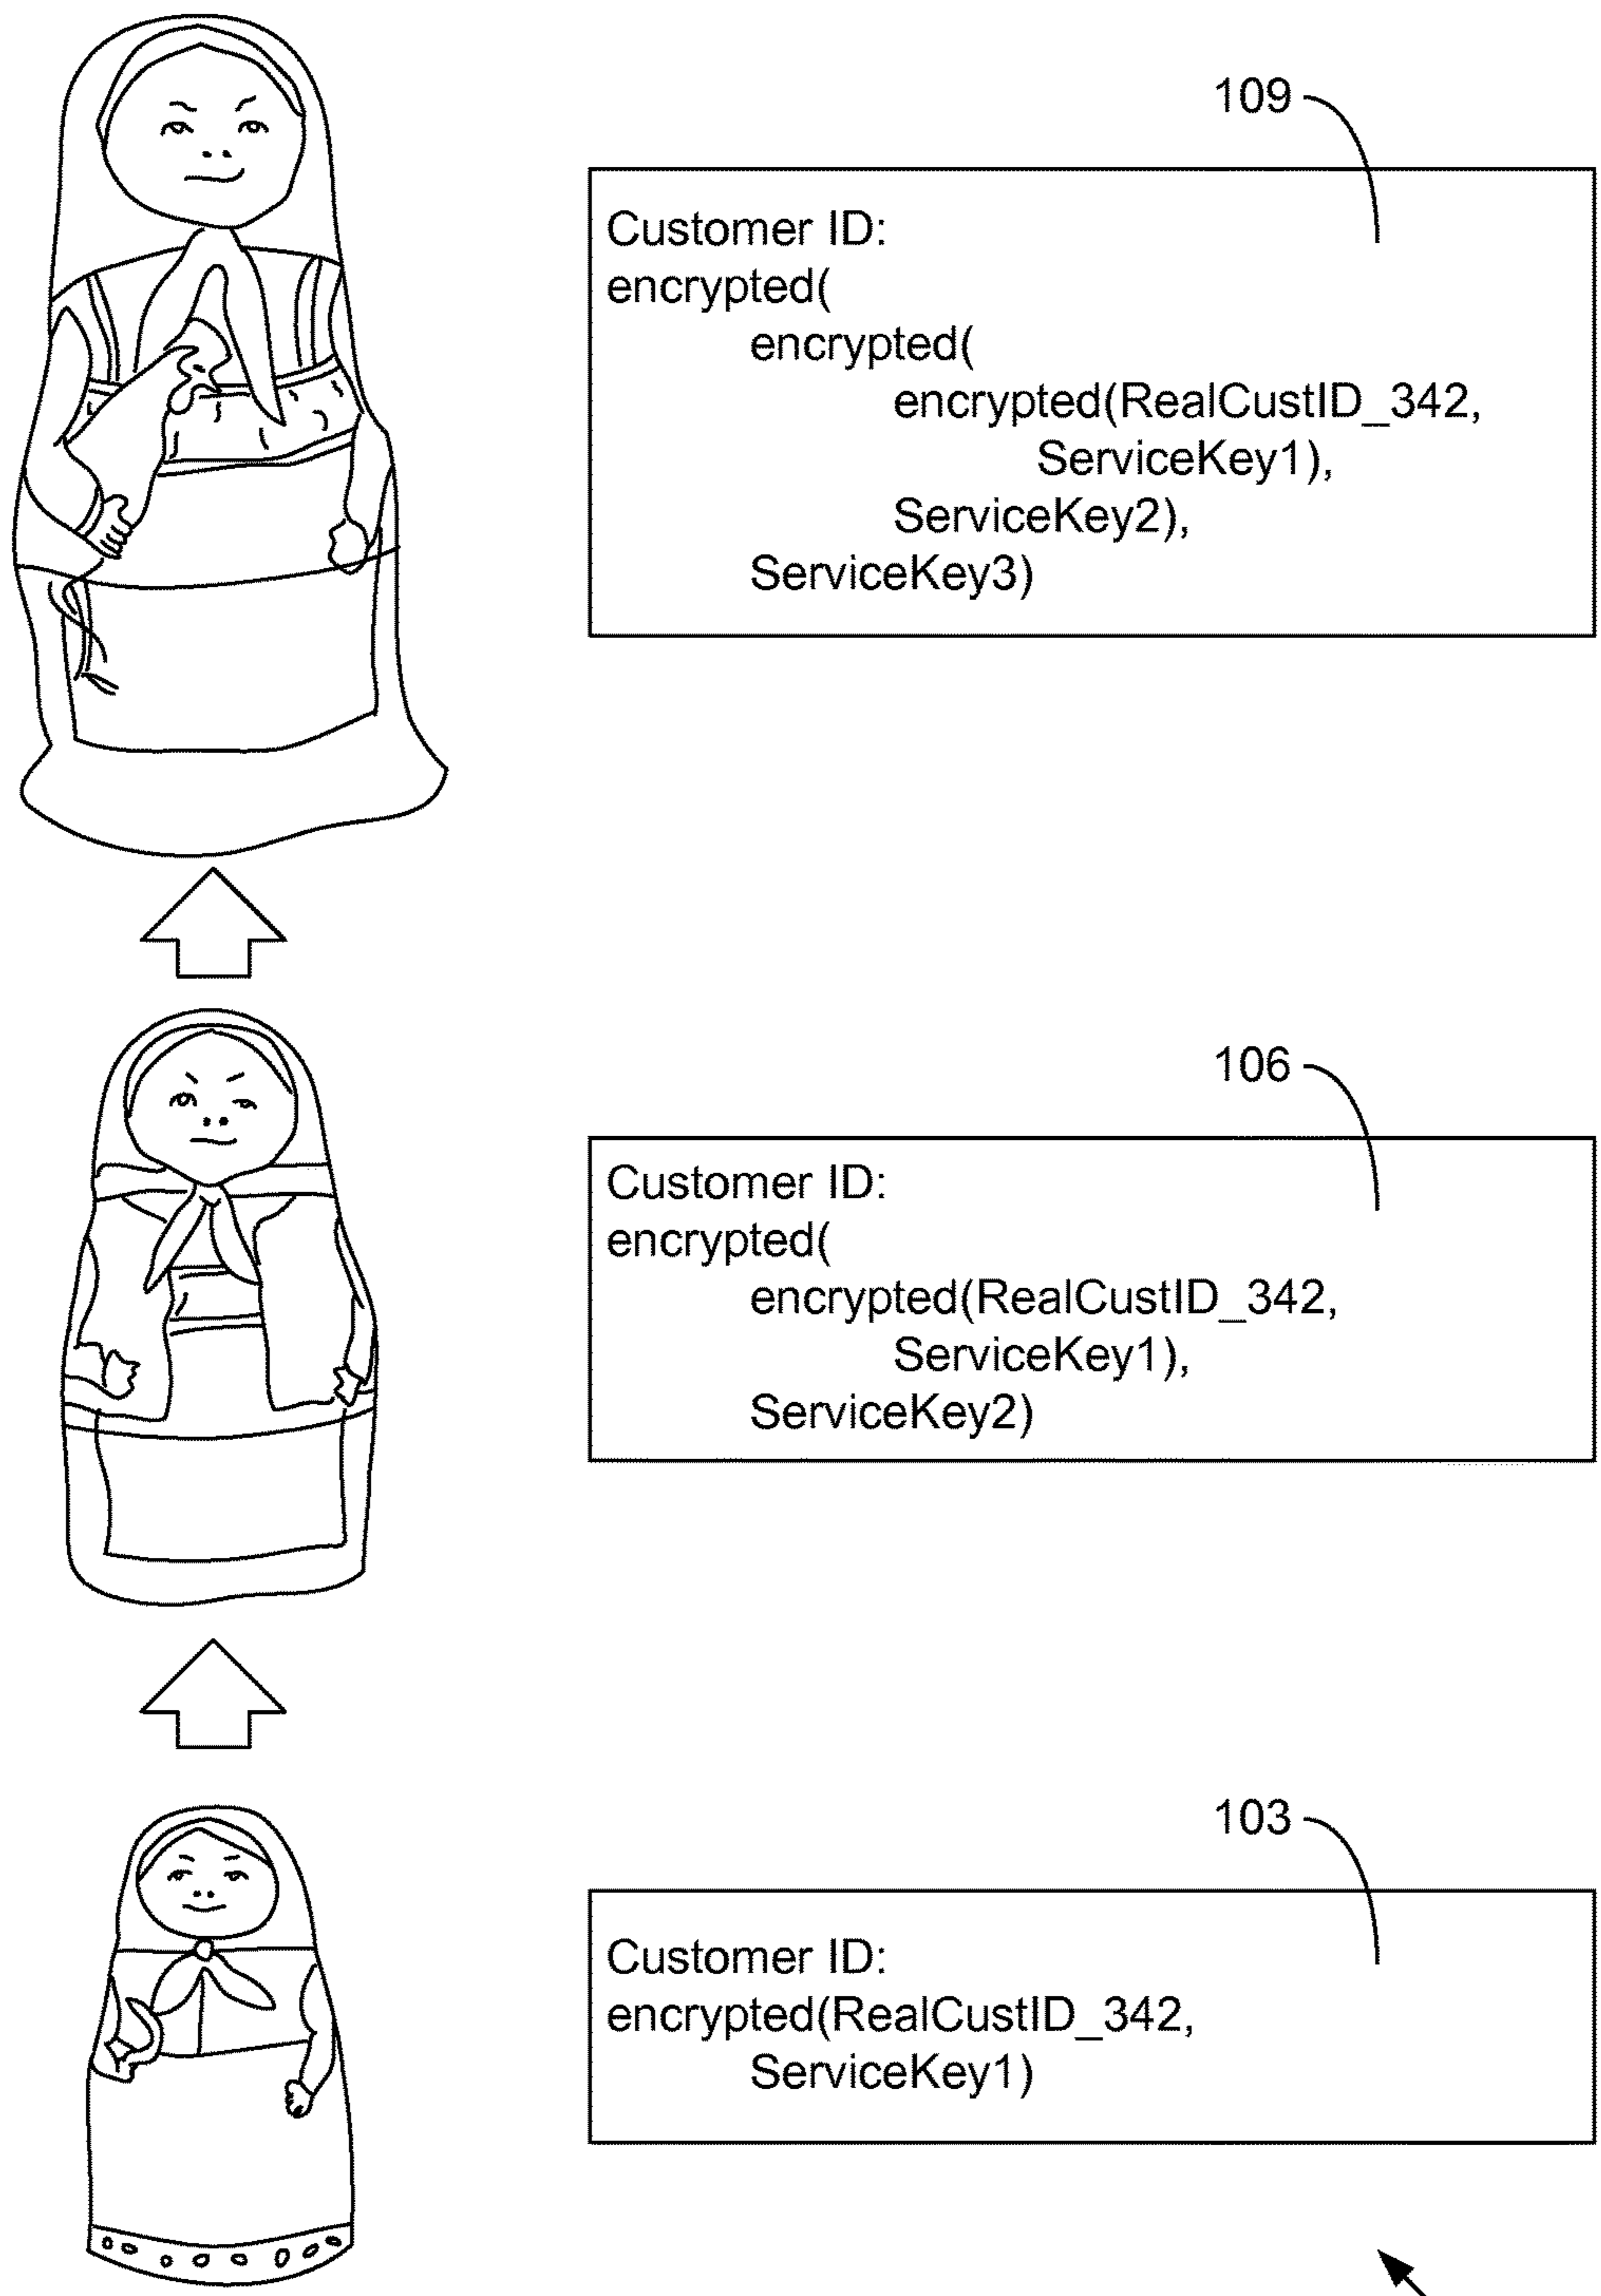 109
Customer ID:
encrypted(
encrypted(
encrypted(RealCustID_342,
ServiceKey1),
ServiceKey2),
ServiceKey3)
106
Customer ID:
encrypted(
encrypted(RealCustID_342,
ServiceKey1),
ServiceKey2)
103
Customer ID:
encrypted(RealCustID_342,
ServiceKey1)